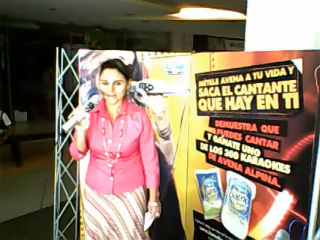 MÉTELE AVENA A TU VIDA Y
SACA EL CANTANTE
QUE HAY EN TI
DEMUESTRA QUE
PUEDES CANTAR
Y GÁNATE UNO
DE LOS 300 KARAOKES
DE AVENA ALPINA.